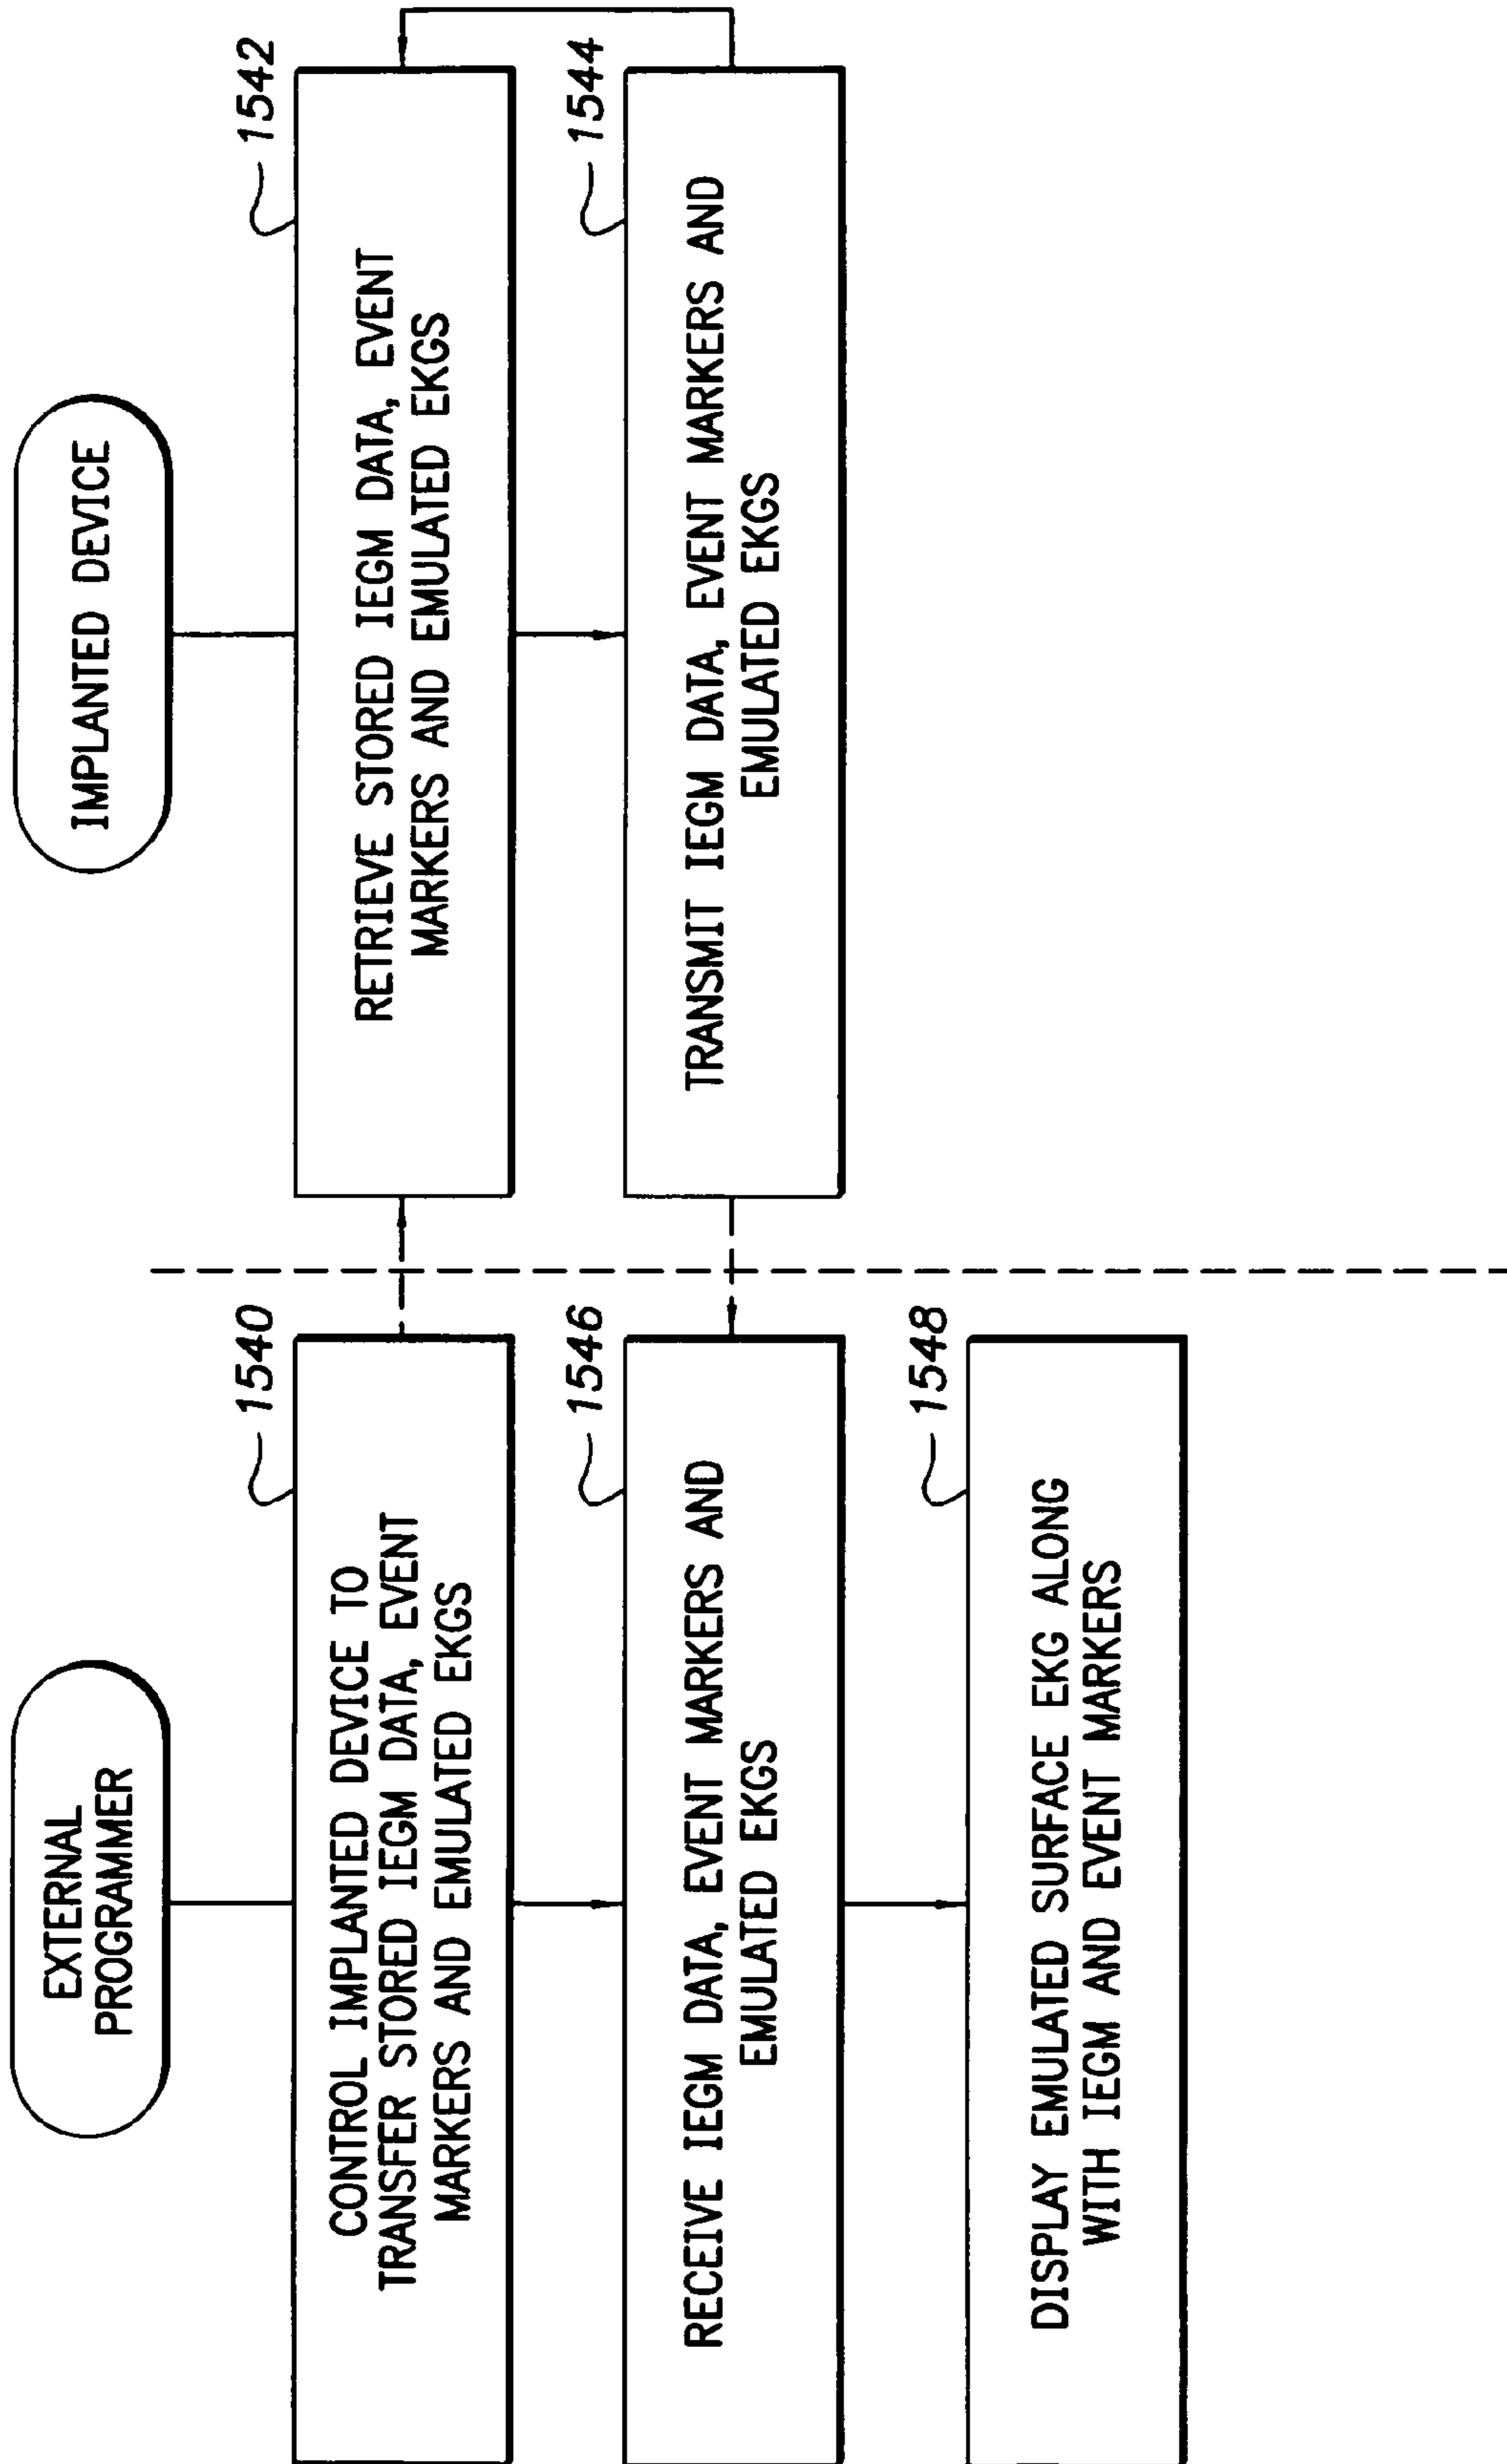 EXTERNAL
PROGRAMMER
1540
CONTROL IMPLANTED DEVICE TO
TRANSFER STORED IEGM DATA, EVENT
MARKERS AND EMULATED EKGS
1546
RECEIVE IEGM DATA, EVENT MARKERS AND
EMULATED EKGS
1548
DISPLAY EMULATED SURFACE EKG ALONG
WITH IEGM AND EVENT MARKERS
IMPLANTED DEVICE
1542
RETRIEVE STORED IEGM DATA, EVENT
MARKERS AND EMULATED EKGS
1544
TRANSMIT IEGM DATA, EVENT MARKERS AND
EMULATED EKGS